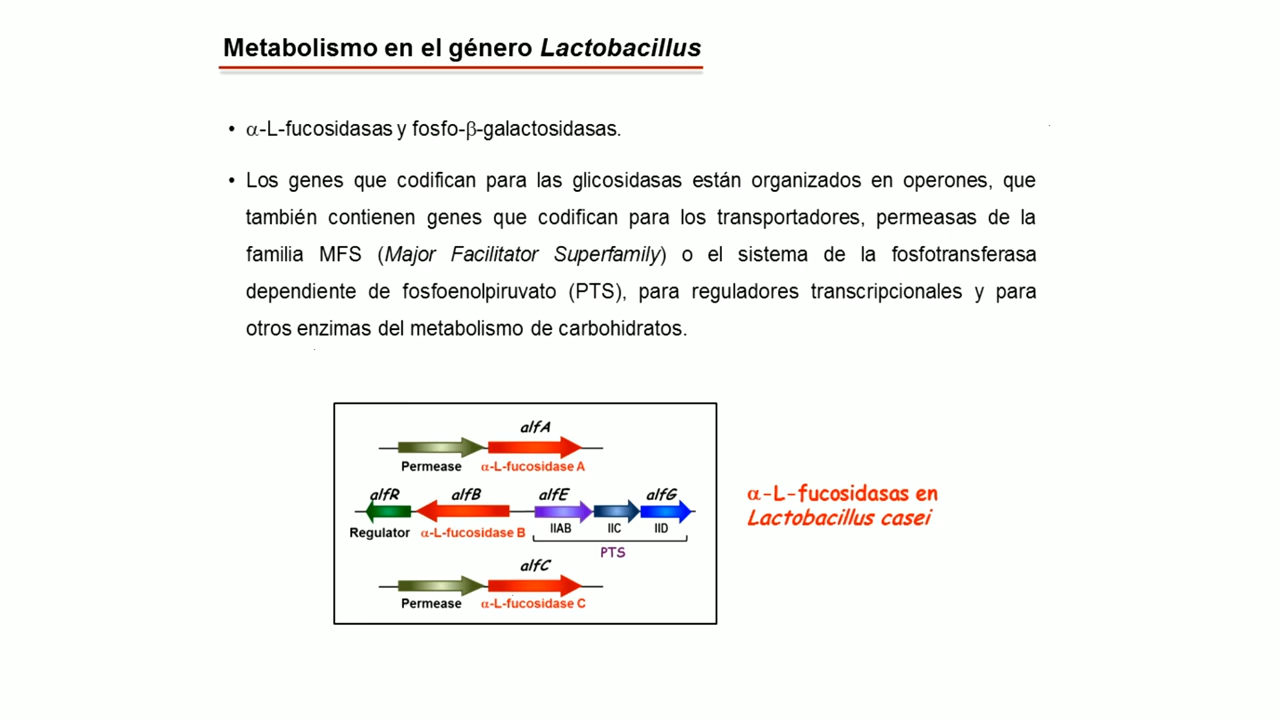 Metabolismo en el género Lactobacillus
• α-L-fucosidasas y fosfo-β-galactosidasas.
• Los genes que codifican para las glicosidasas están organizados en operones, que
también contienen genes que codifican para los transportadores, permeasas de la
familia MFS (Major Facilitator Superfamily) o el sistema de la fosfotransferasa
dependiente de fosfoenolpiruvato (PTS), para reguladores transcripcionales y para
otros enzimas del metabolismo de carbohidratos.
alfA
Permease α-L-fucosidase A
alfR alfB alfE alfG
IIAB IIC IID
Regulator α-L-fucosidase B
PTS
alfC
Permease α-L-fucosidase C
α-L-fucosidasas en
Lactobacillus casei